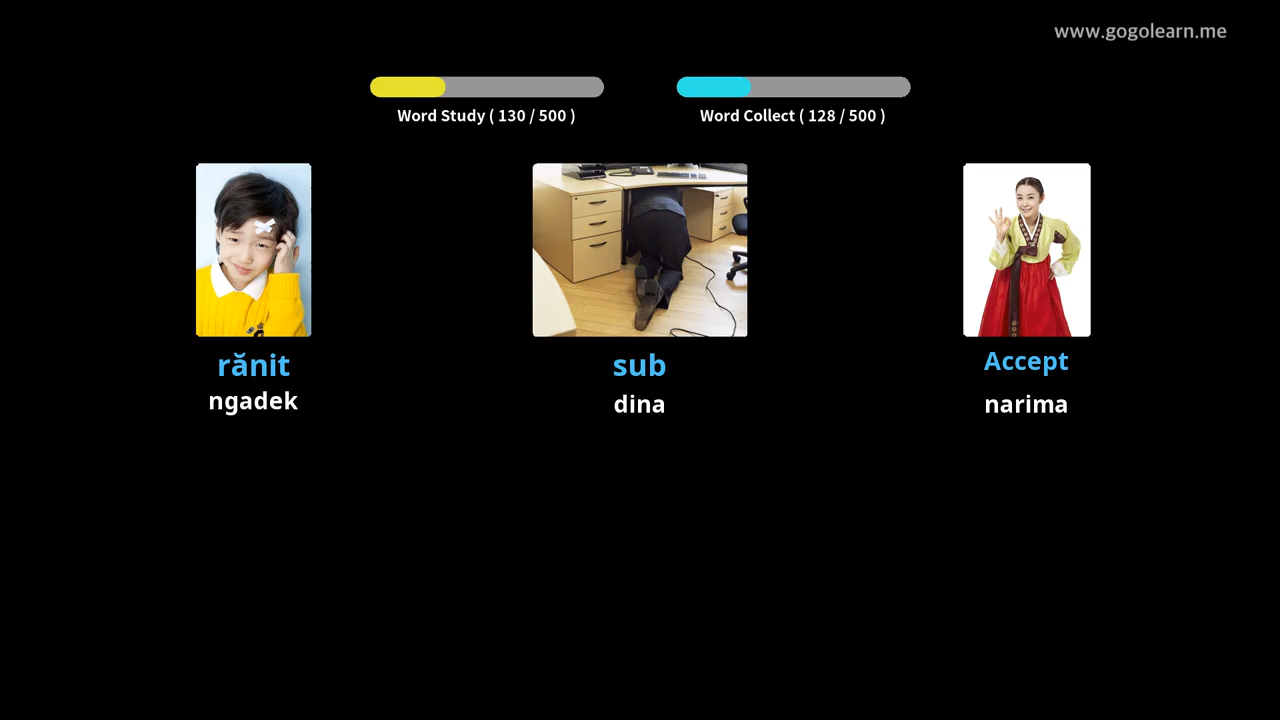 www.gogolearn.me
Word Study ( 130 / 500 )
Word Collect ( 128 / 500 )
rănit
ngadek
sub
dina
Accept
narima